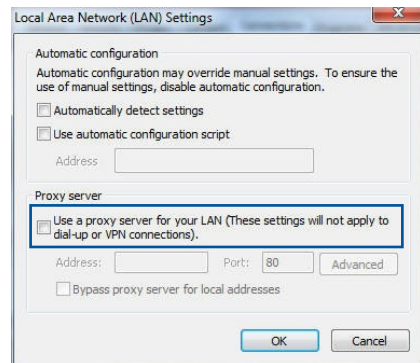 Local Area Network (LAN) Settings
Automatic configuration
Automatic configuration may override manual settings. To ensure the
use of manual settings, disable automatic configuration.
Automatically detect settings
Use automatic configuration script
Address
Proxy server
Use a proxy server for your LAN (These settings will not apply to
dial-up or VPN connections).
Address:
Port:
80
Advanced
Bypass proxy server for local addresses
OK
Cancel